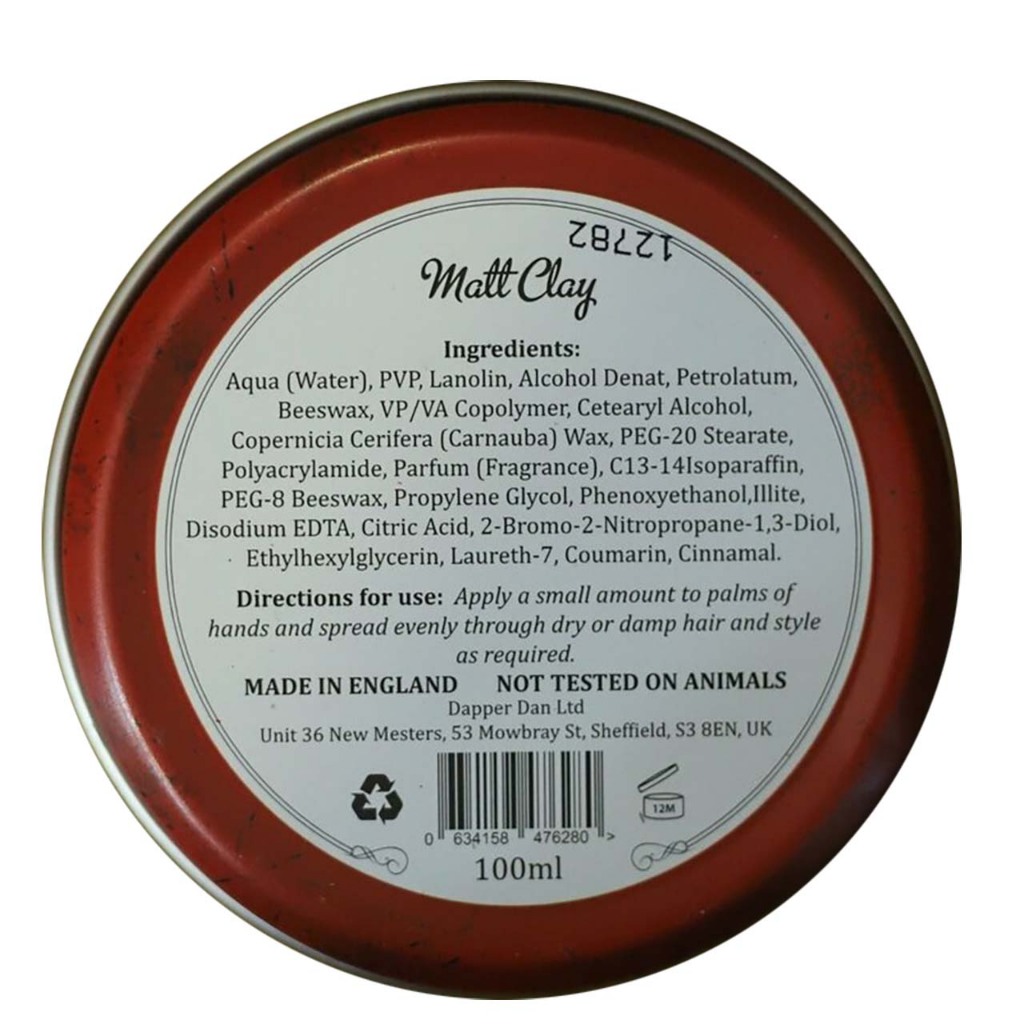 12782
Matt Clay
Ingredients:
Aqua (Water), PVP, Lanolin, Alcohol Denat, Petrolatum,
Beeswax, VP/VA Copolymer, Cetearyl Alcohol,
Copernicia Cerifera (Carnauba) Wax, PEG-20 Stearate,
Polyacrylamide, Parfum (Fragrance), C13-14Isoparaffin,
PEG-8 Beeswax, Propylene Glycol, Phenoxyethanol,Illite,
Disodium EDTA, Citric Acid, 2-Bromo-2-Nitropropane-1,3-Diol,
Ethylhexylglycerin, Laureth-7, Coumarin, Cinnamal.
Directions for use: Apply a small amount to palms of
hands and spread evenly through dry or damp hair and style
as required.
MADE IN ENGLAND NOT TESTED ON ANIMALS
Dapper Dan Ltd
Unit 36 New Mesters, 53 Mowbray St, Sheffield, S3 8EN, UK
12M
0 634158 476280 >
100ml